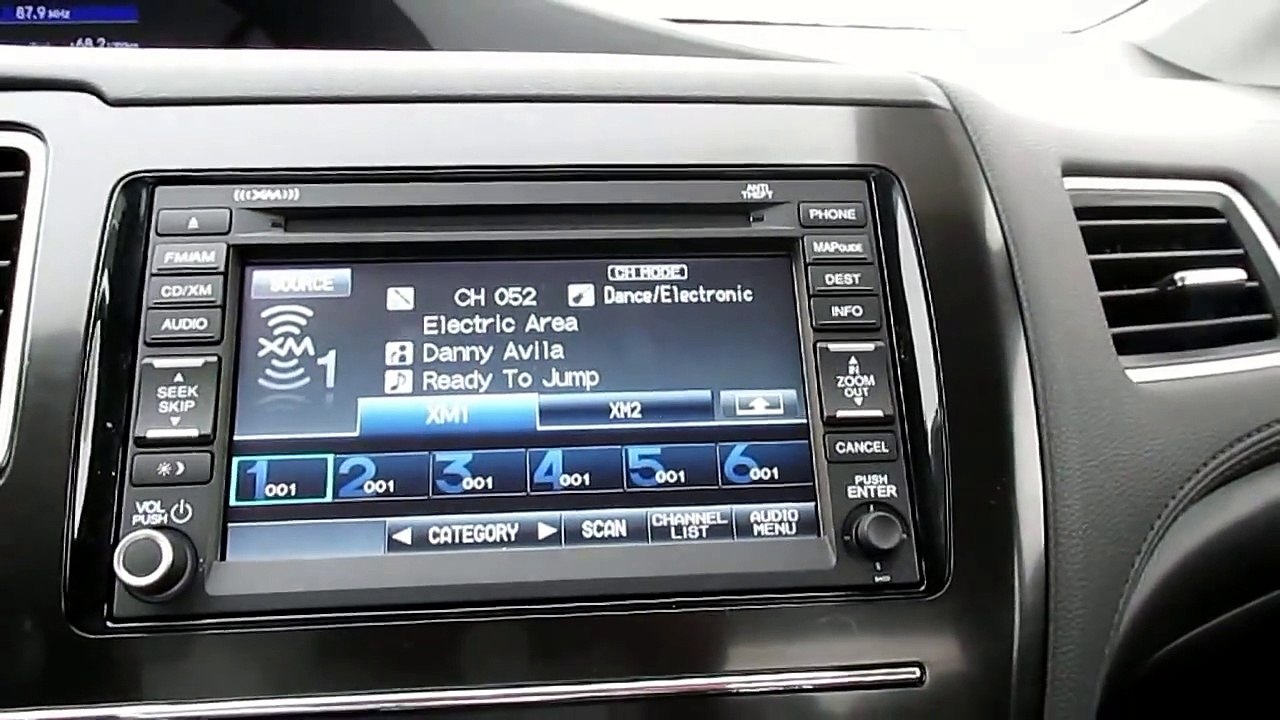 87.9 MHz
XM
ANTI
THEFT
PHONE
FM/AM
MAPGUIDE
CD/XM
DEST
AUDIO
INFO
SOURCE
CH MODE
CH 052 Dance/Electronic
Electric Area
XM 1
Danny Avila
Ready To Jump
SEEK
SKIP
IN
ZOOM
OUT
XM1 XM2
CANCEL
1 001 2 001 3 001 4 001 5 001 6 001
PUSH
ENTER
VOL
PUSH
CATEGORY SCAN CHANNEL LIST AUDIO MENU